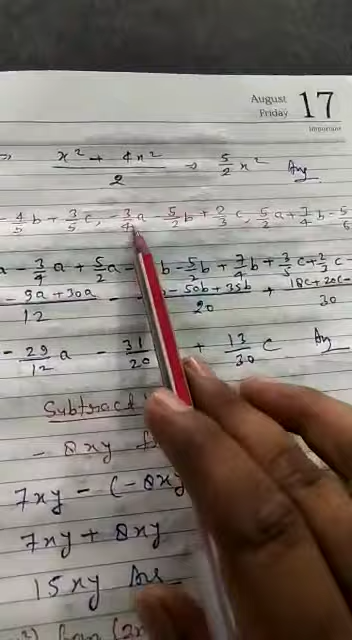 August 17
Friday
Important
⇒ x² + 4x² / 2 → 5/2 x² Ans
- 4/5 b + 3/5 c, - 3/4 a - 5/2 b + 2/3 c, 5/2 a + 7/4 b - 5/6
a - 3/4 a + 5/2 a - b - 5/2 b + 7/4 b + 3/5 c + 2/3 c -
- 9a + 30a / 12 - - 50b + 35b / 20 + 18c + 20c - / 30
- 29/12 a - 31/20 + 13/30 c Ans
Subtract
- 8xy
7xy - (-8xy
7xy + 8xy
15xy Ans
from (2x